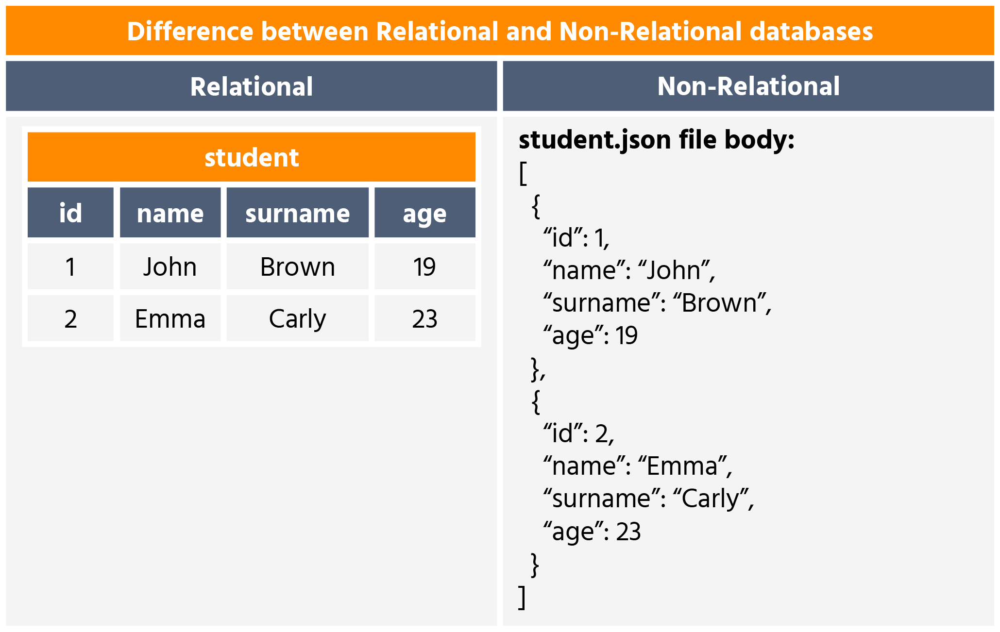 Difference between Relational and Non-Relational databases
Relational
Non-Relational
student
id name surname age
1 John Brown 19
2 Emma Carly 23
student.json file body:
[
{
“id”: 1,
“name”: “John”,
“surname”: “Brown”,
“age”: 19
},
{
“id”: 2,
“name”: “Emma”,
“surname”: “Carly”,
“age”: 23
}
]